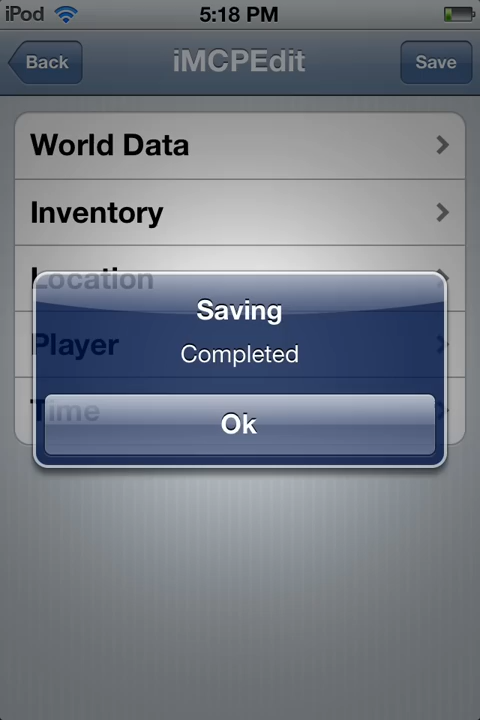 iPod 5:18 PM
Back iMCPEdit Save
World Data
Inventory
Location
Saving
Player
Completed
Time
Ok